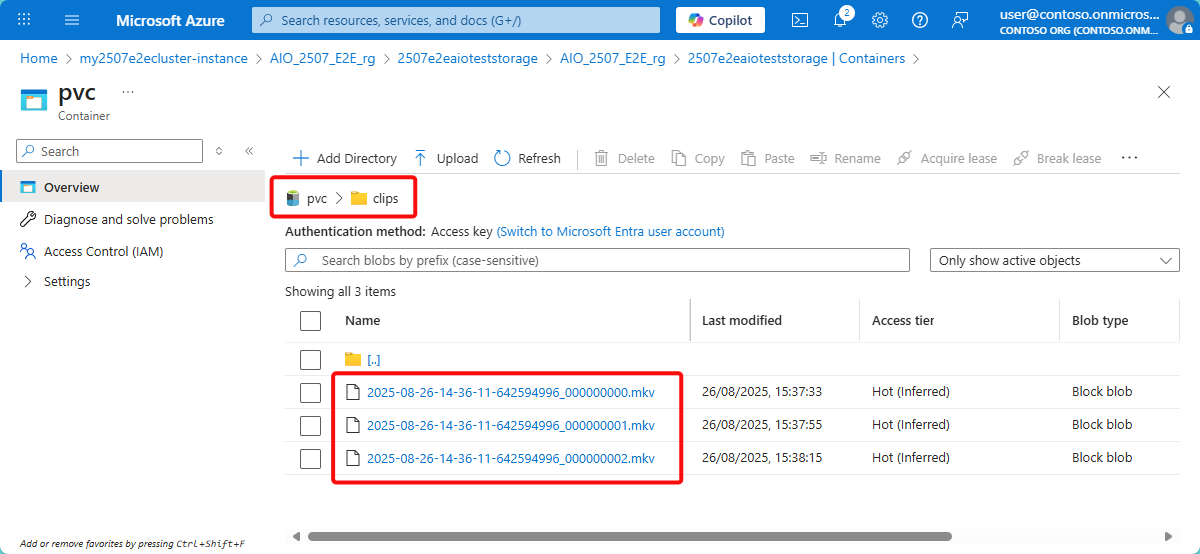 Microsoft Azure
Search resources, services, and docs (G+/)
Copilot
2
user@contoso.onmicros...
CONTOSO ORG (CONTOSO.ONM...
Home > my2507e2ecluster-instance > AIO_2507_E2E_rg > 2507e2eaioteststorage > AIO_2507_E2E_rg > 2507e2eaioteststorage | Containers >
pvc ...
Container
Search
Overview
Diagnose and solve problems
Access Control (IAM)
Settings
Add or remove favorites by pressing Ctrl+Shift+F
Add Directory Upload Refresh Delete Copy Paste Rename Acquire lease Break lease ...
pvc > clips
Authentication method: Access key (Switch to Microsoft Entra user account)
Search blobs by prefix (case-sensitive)
Only show active objects
Showing all 3 items
Name Last modified Access tier Blob type
[..]
2025-08-26-14-36-11-642594996_000000000.mkv 26/08/2025, 15:37:33 Hot (Inferred) Block blob
2025-08-26-14-36-11-642594996_000000001.mkv 26/08/2025, 15:37:55 Hot (Inferred) Block blob
2025-08-26-14-36-11-642594996_000000002.mkv 26/08/2025, 15:38:15 Hot (Inferred) Block blob